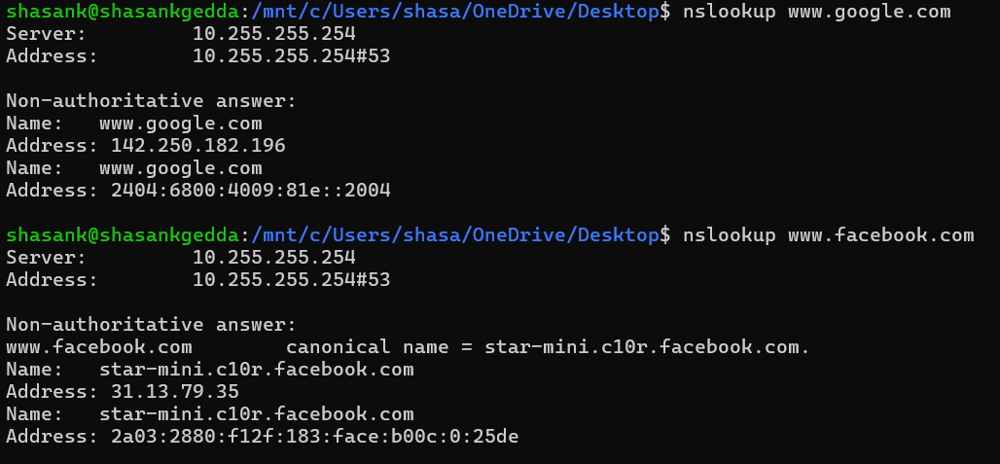 shasank@shasankgedda:/mnt/c/Users/shasa/OneDrive/Desktop$ nslookup www.google.com
Server:         10.255.255.254
Address:        10.255.255.254#53

Non-authoritative answer:
Name:   www.google.com
Address: 142.250.182.196
Name:   www.google.com
Address: 2404:6800:4009:81e::2004

shasank@shasankgedda:/mnt/c/Users/shasa/OneDrive/Desktop$ nslookup www.facebook.com
Server:         10.255.255.254
Address:        10.255.255.254#53

Non-authoritative answer:
www.facebook.com        canonical name = star-mini.c10r.facebook.com.
Name:   star-mini.c10r.facebook.com
Address: 31.13.79.35
Name:   star-mini.c10r.facebook.com
Address: 2a03:2880:f12f:183:face:b00c:0:25de